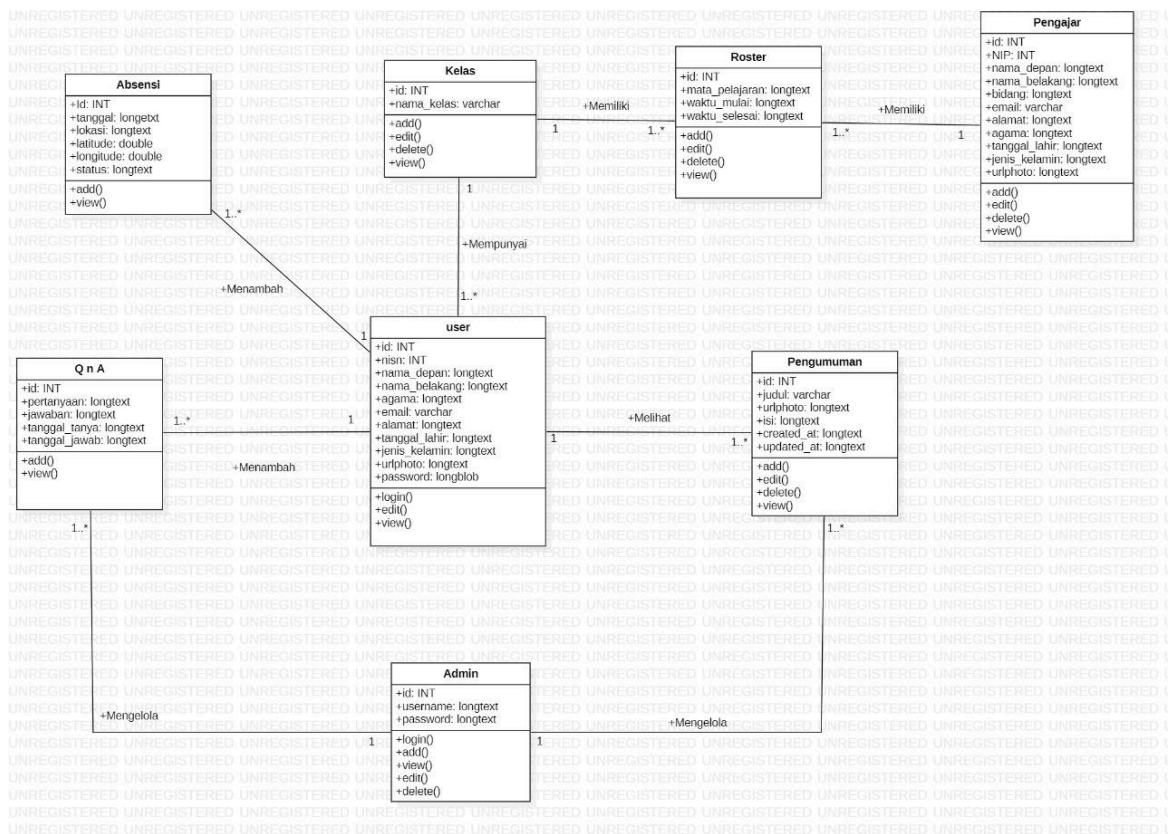 Absensi
+Id: INT
+tanggal: longetxt
+lokasi: longtext
+latitude: double
+longitude: double
+status: longtext
+add()
+view()
Kelas
+id: INT
+nama_kelas: varchar
+add()
+edit()
+delete()
+view()
+Memiliki
1
1..*
Roster
+id: INT
+mata_pelajaran: longtext
+waktu_mulai: longtext
+waktu_selesai: longtext
+add()
+edit()
+delete()
+view()
+Memiliki
1..*
1
Pengajar
+id: INT
+NIP: INT
+nama_depan: longtext
+nama_belakang: longtext
+bidang: longtext
+email: varchar
+alamat: longtext
+agama: longtext
+tanggal_lahir: longtext
+jenis_kelamin: longtext
+urlphoto: longtext
+add()
+edit()
+delete()
+view()
1..*
+Menambah
1
1
+Mempunyai
1..*
user
+id: INT
+nisn: INT
+nama_depan: longtext
+nama_belakang: longtext
+agama: longtext
+email: varchar
+alamat: longtext
+tanggal_lahir: longtext
+jenis_kelamin: longtext
+urlphoto: longtext
+password: longblob
+login()
+edit()
+view()
Q n A
+id: INT
+pertanyaan: longtext
+jawaban: longtext
+tanggal_tanya: longtext
+tanggal_jawab: longtext
+add()
+view()
1..*
1
+Menambah
+Melihat
1
1..*
Pengumuman
+id: INT
+judul: varchar
+urlphoto: longtext
+isi: longtext
+created_at: longtext
+updated_at: longtext
+add()
+edit()
+delete()
+view()
1..*
1..*
Admin
+id: INT
+username: longtext
+password: longtext
+login()
+add()
+view()
+edit()
+delete()
+Mengelola
1
+Mengelola
1
UNREGISTERED